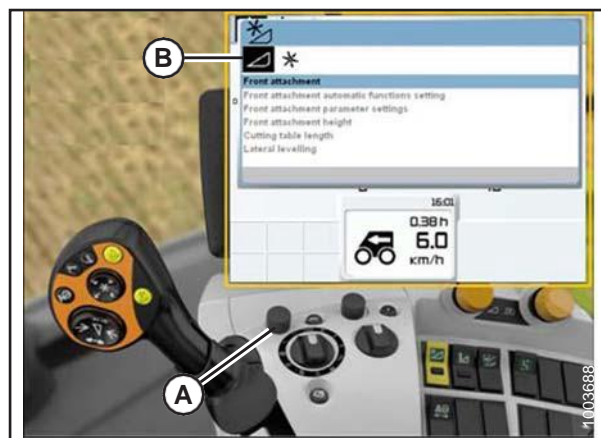 B
Front attachment
Front attachment automatic functions setting
Front attachment parameter settings
Front attachment height
Cutting table length
Lateral levelling
16:01
0.38 h
6.0
km/h
A
1003688